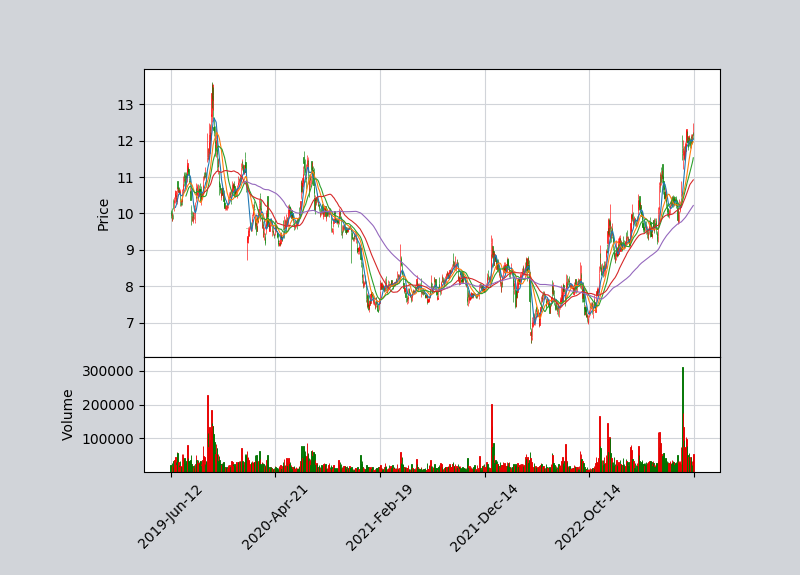 13
12
11
10
9
8
7
Price
300000
200000
100000
Volume
2019-Jun-12
2020-Apr-21
2021-Feb-19
2021-Dec-14
2022-Oct-14